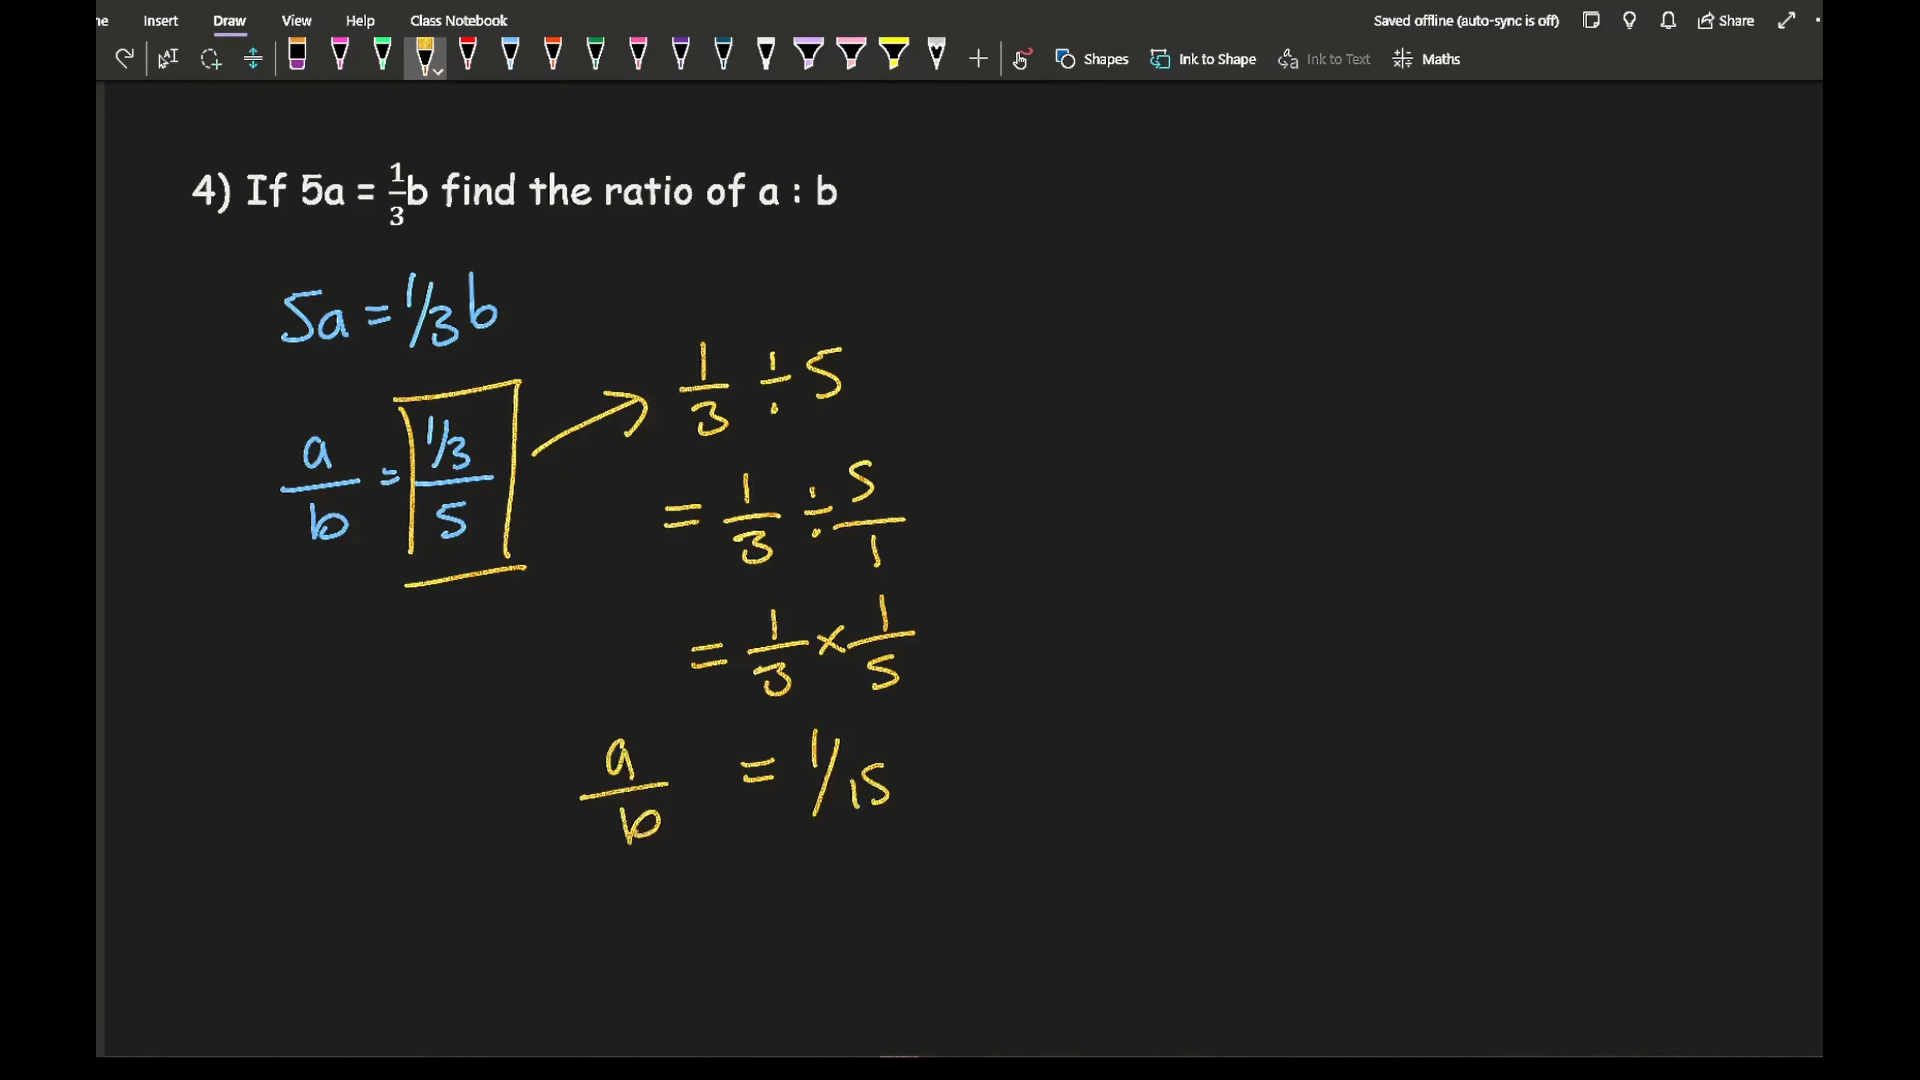 me Insert Draw View Help Class Notebook Saved offline (auto-sync is off) Share
Shapes Ink to Shape Ink to Text Maths
4) If 5a = 1/3 b find the ratio of a : b
5a = 1/3 b
1/3 ÷ 5
a/b = 1/3 / 5
= 1/3 ÷ 5/1
= 1/3 × 1/5
a/b = 1/15